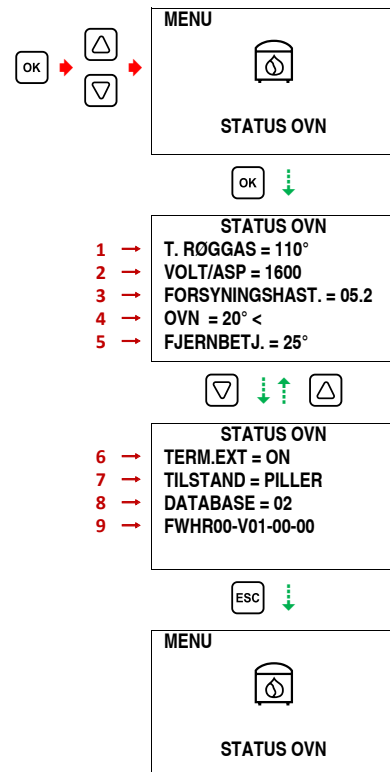 MENU
OK
STATUS OVN
OK
STATUS OVN
1 T. RØGGAS = 110°
2 VOLT/ASP = 1600
3 FORSYNINGSHAST. = 05.2
4 OVN = 20° <
5 FJERNBETJ. = 25°
STATUS OVN
6 TERM.EXT = ON
7 TILSTAND = PILLER
8 DATABASE = 02
9 FWHR00-V01-00-00
ESC
MENU
STATUS OVN